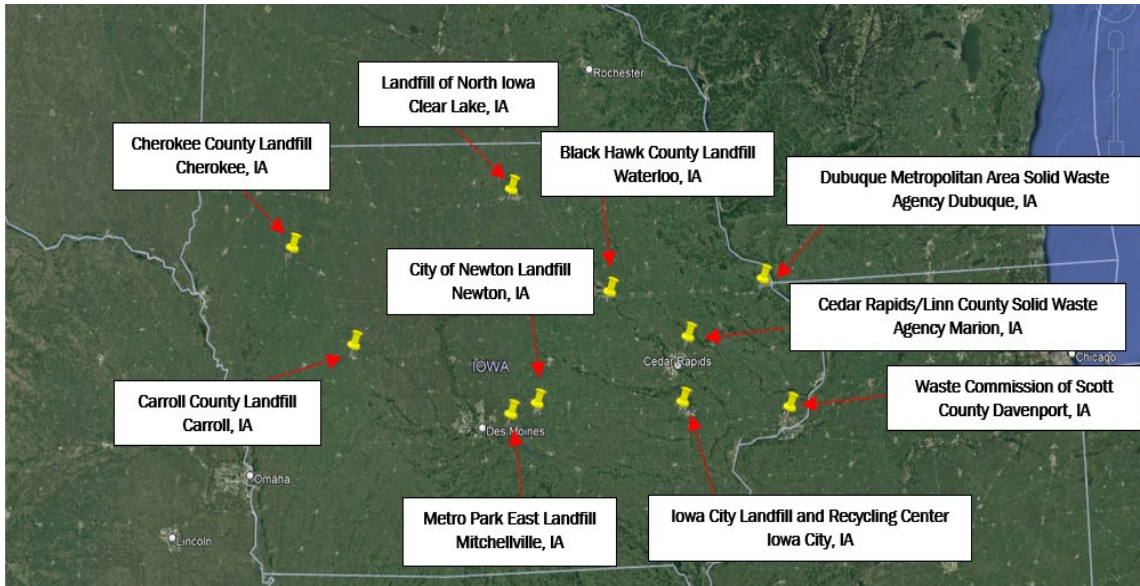 Rochester
Landfill of North Iowa
Clear Lake, IA
Cherokee County Landfill
Cherokee, IA
Black Hawk County Landfill
Waterloo, IA
Dubuque Metropolitan Area Solid Waste
Agency Dubuque, IA
City of Newton Landfill
Newton, IA
Cedar Rapids/Linn County Solid Waste
Agency Marion, IA
Chicago
IOWA
Cedar Rapids
Carroll County Landfill
Carroll, IA
Waste Commission of Scott
County Davenport, IA
Des Moines
Omaha
Metro Park East Landfill
Mitchellville, IA
Iowa City Landfill and Recycling Center
Iowa City, IA
Lincoln